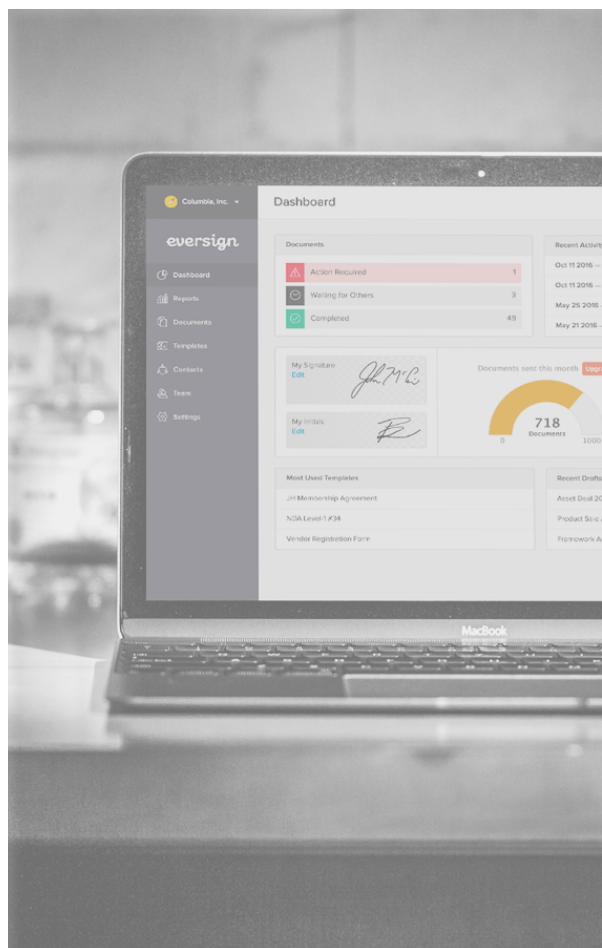 Columbia, Inc.
Dashboard
eversign
Dashboard
Reports
Documents
Templates
Contacts
Team
Settings
Documents
Action Required 1
Waiting for Others 3
Completed 49
Recent Activity
Oct 11 2016 —
Oct 11 2016 —
May 25 2016
May 21 2016 —
My Signature
Edit
My Initials
Edit
Documents sent this month
718
Documents
0
1000
Most Used Templates
JH Membership Agreement
NDA Level-1 #34
Vendor Registration Form
Recent Drafts
Asset Deal 20
Product Sale
Framework A
MacBook